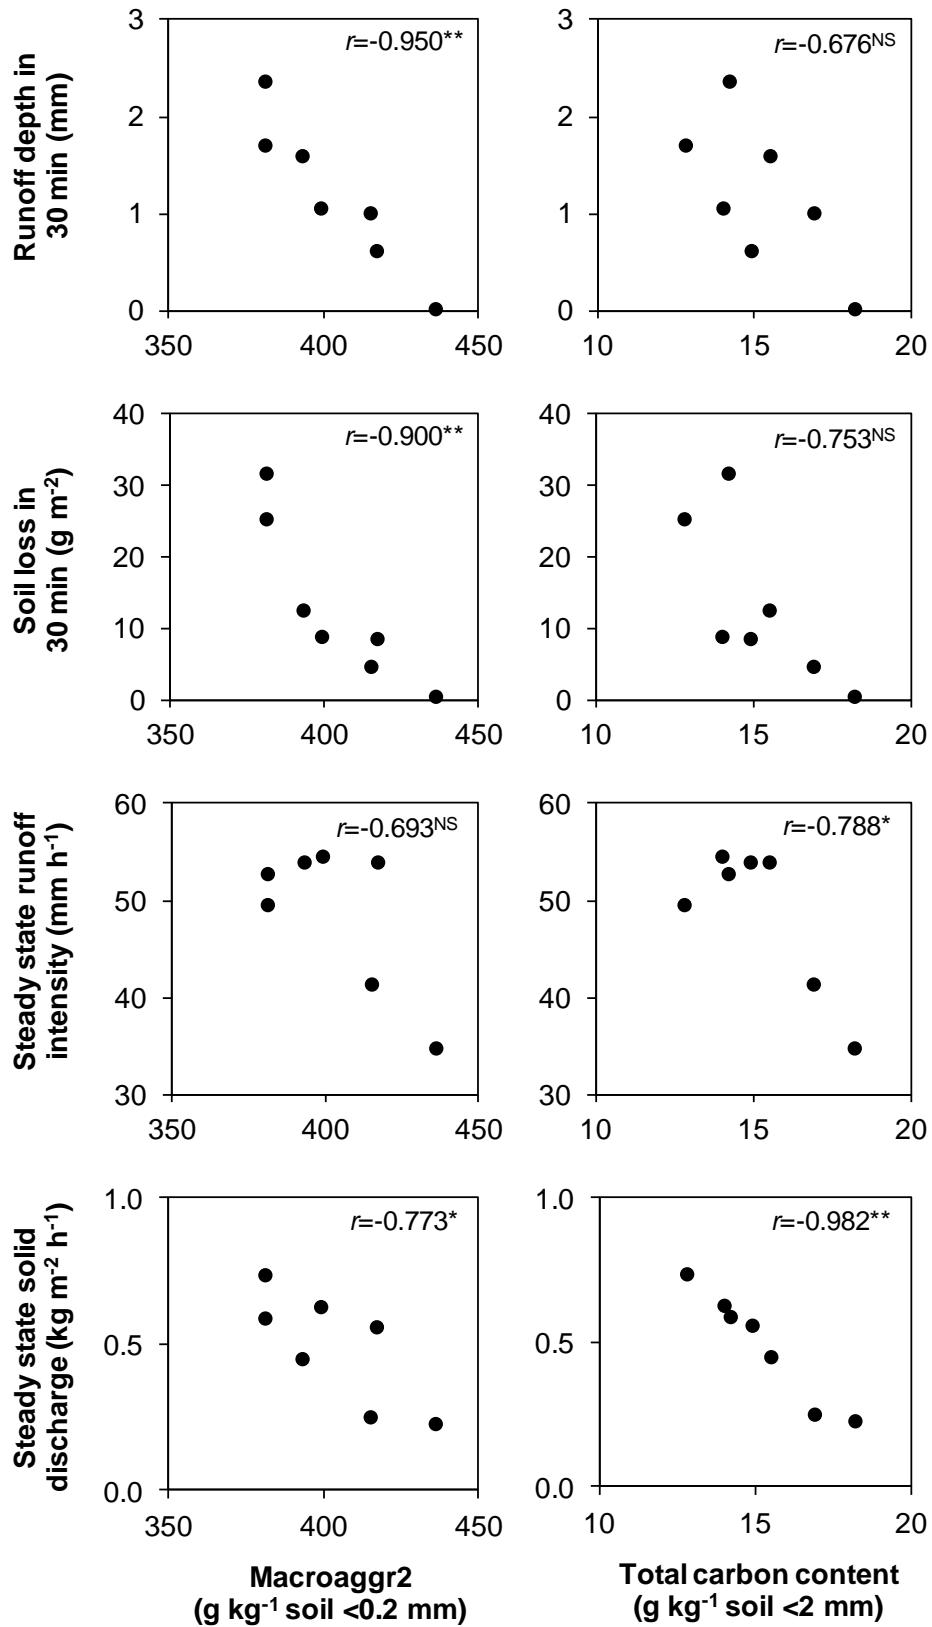 Runoff depth in
30 min (mm)
3
2
1
0
r=-0.950**
350
400
450
3
2
1
0
r=-0.676NS
10
15
20
Soil loss in
30 min (g m-2)
40
30
20
10
0
r=-0.900**
350
400
450
40
30
20
10
0
r=-0.753NS
10
15
20
Steady state runoff
intensity (mm h-1)
60
50
40
30
r=-0.693NS
350
400
450
60
50
40
30
r=-0.788*
10
15
20
Steady state solid
discharge (kg m-2 h-1)
1.0
0.5
0.0
r=-0.773*
350
400
450
1.0
0.5
0.0
r=-0.982**
10
15
20
Macroaggr2
(g kg-1 soil <0.2 mm)
Total carbon content
(g kg-1 soil <2 mm)